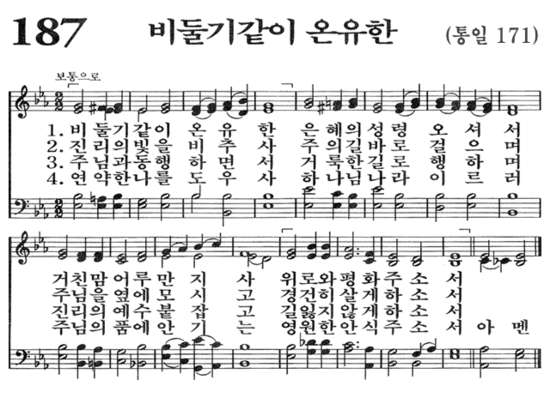 187 비둘기같이 온유한 (통일 171)
보통으로
1. 비둘기같이 온유한 은혜의성령 오셔서
2. 진리의빛을 비추사 주의길바로 걸으며
3. 주님과동행 하면서 거룩한길로 행하며
4. 연약한나를 도우사 하나님나라 이르러
거친맘어루만지사 위로와평화주소서
주님을옆에모시고 경건히살게하소서
진리의예수붙잡고 길잃지않게하소서
주님의품에안기는 영원한안식주소서아멘